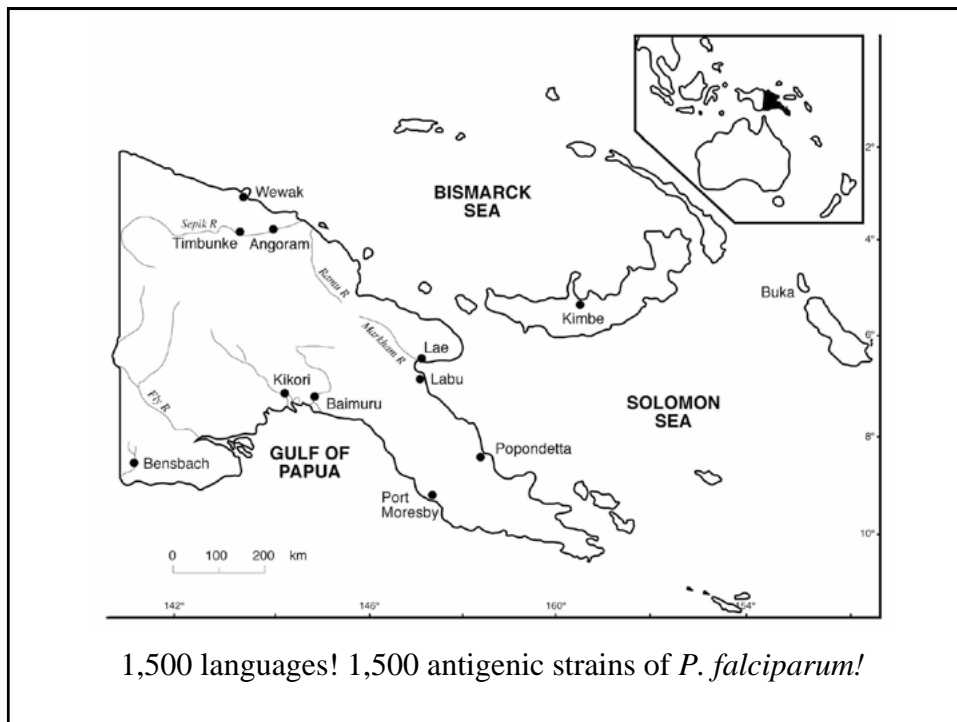 2°
Wewak
BISMARCK
SEA
Sepik R
Timbunke
Angoram
4°
Ramu R
Buka
Kimbe
6°
Markham R
Lae
Labu
Kikori
Baimuru
SOLOMON
SEA
Fly R
8°
GULF OF
PAPUA
Popondetta
Bensbach
Port
Moresby
10°
0 100 200 km
142° 146° 160° 154°
1,500 languages! 1,500 antigenic strains of P. falciparum!